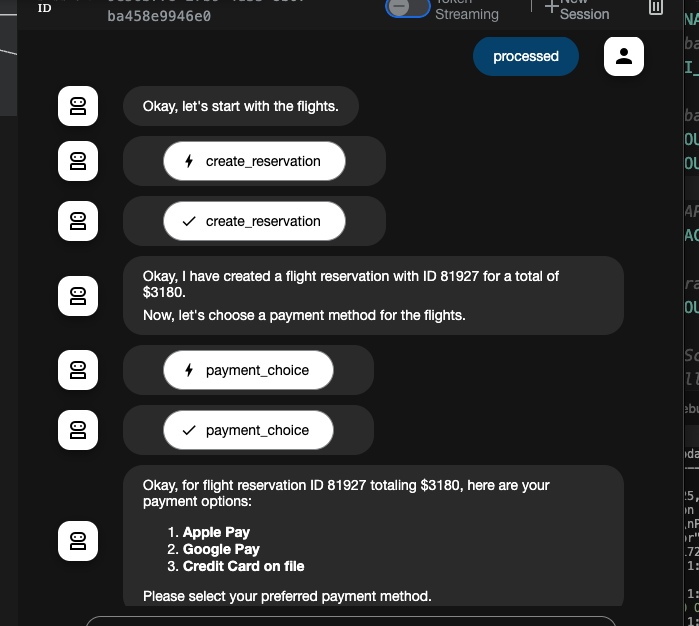 ID
ba458e9946e0
Token
Streaming
New
Session
processed
Okay, let's start with the flights.
create_reservation
create_reservation
Okay, I have created a flight reservation with ID 81927 for a total of
$3180.
Now, let's choose a payment method for the flights.
payment_choice
payment_choice
Okay, for flight reservation ID 81927 totaling $3180, here are your
payment options:
1. Apple Pay
2. Google Pay
3. Credit Card on file
Please select your preferred payment method.